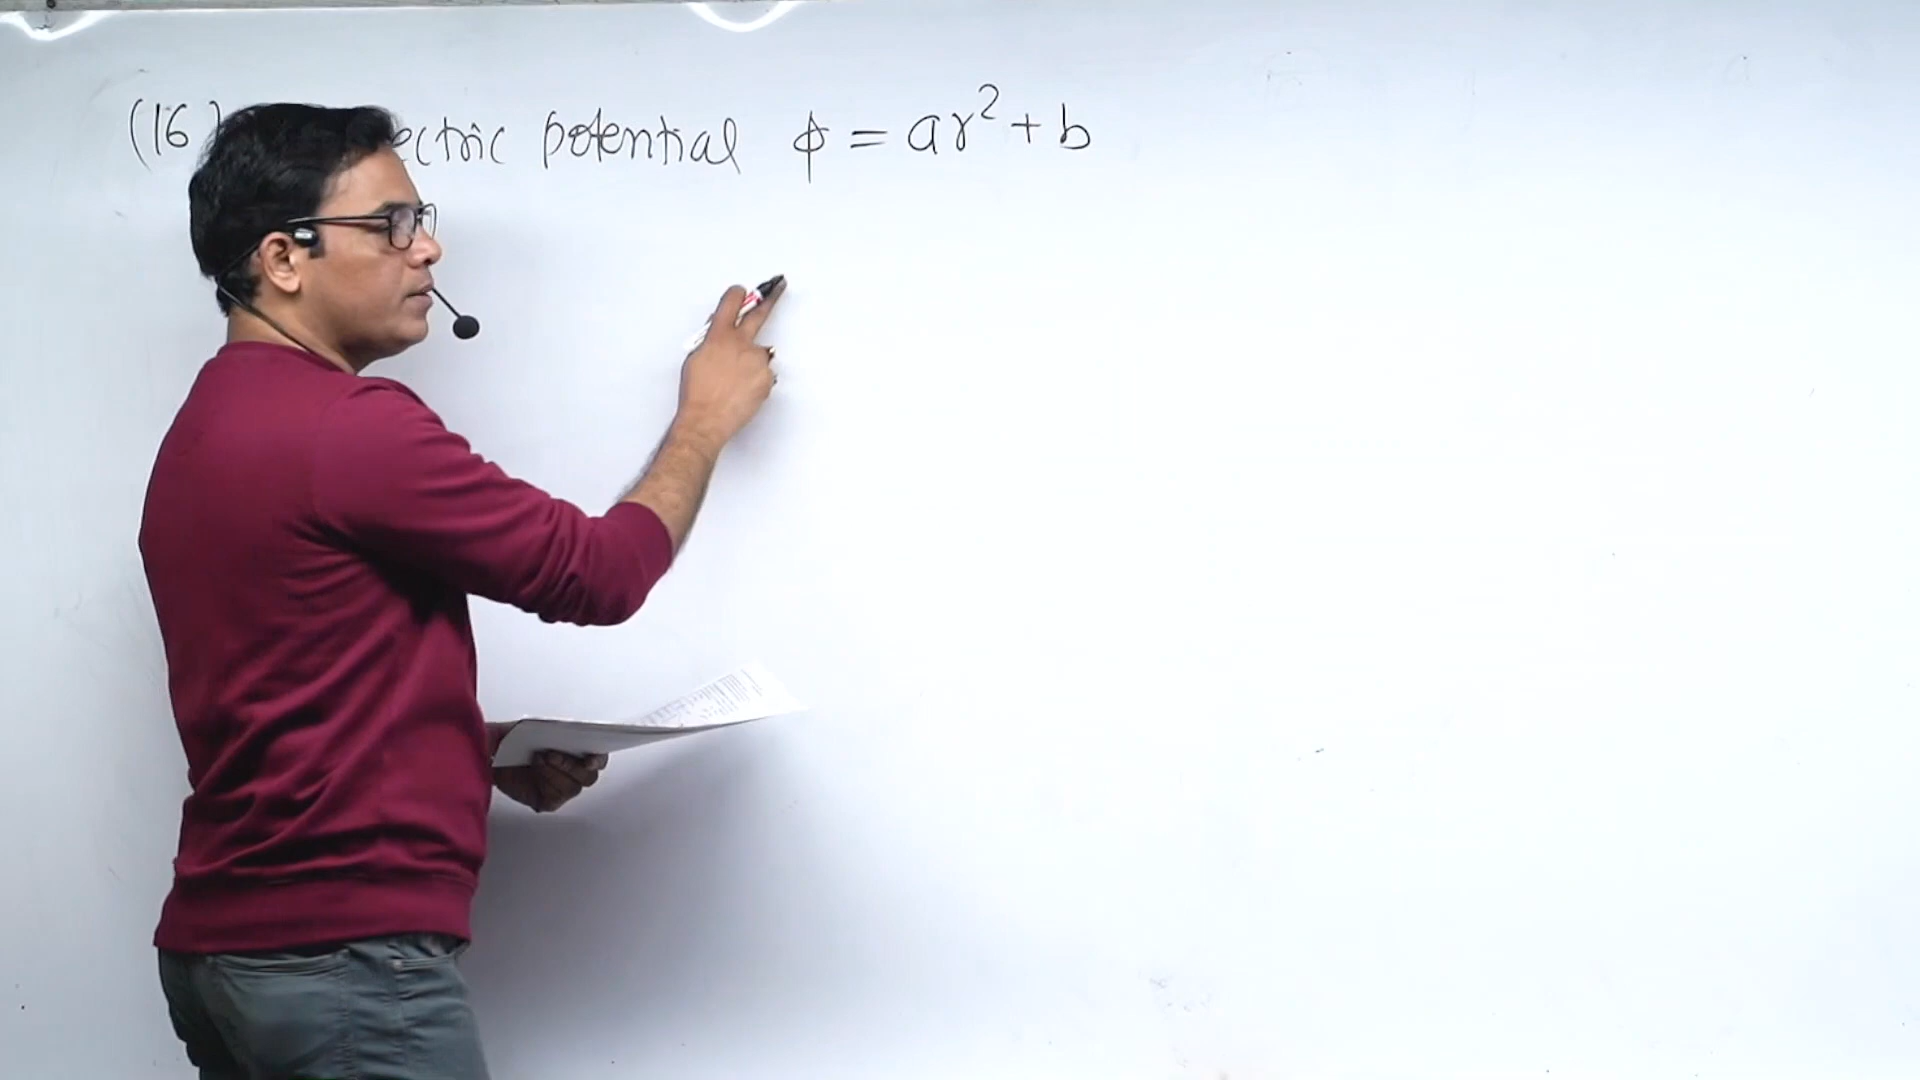 (16) ectric potential φ = ar² + b